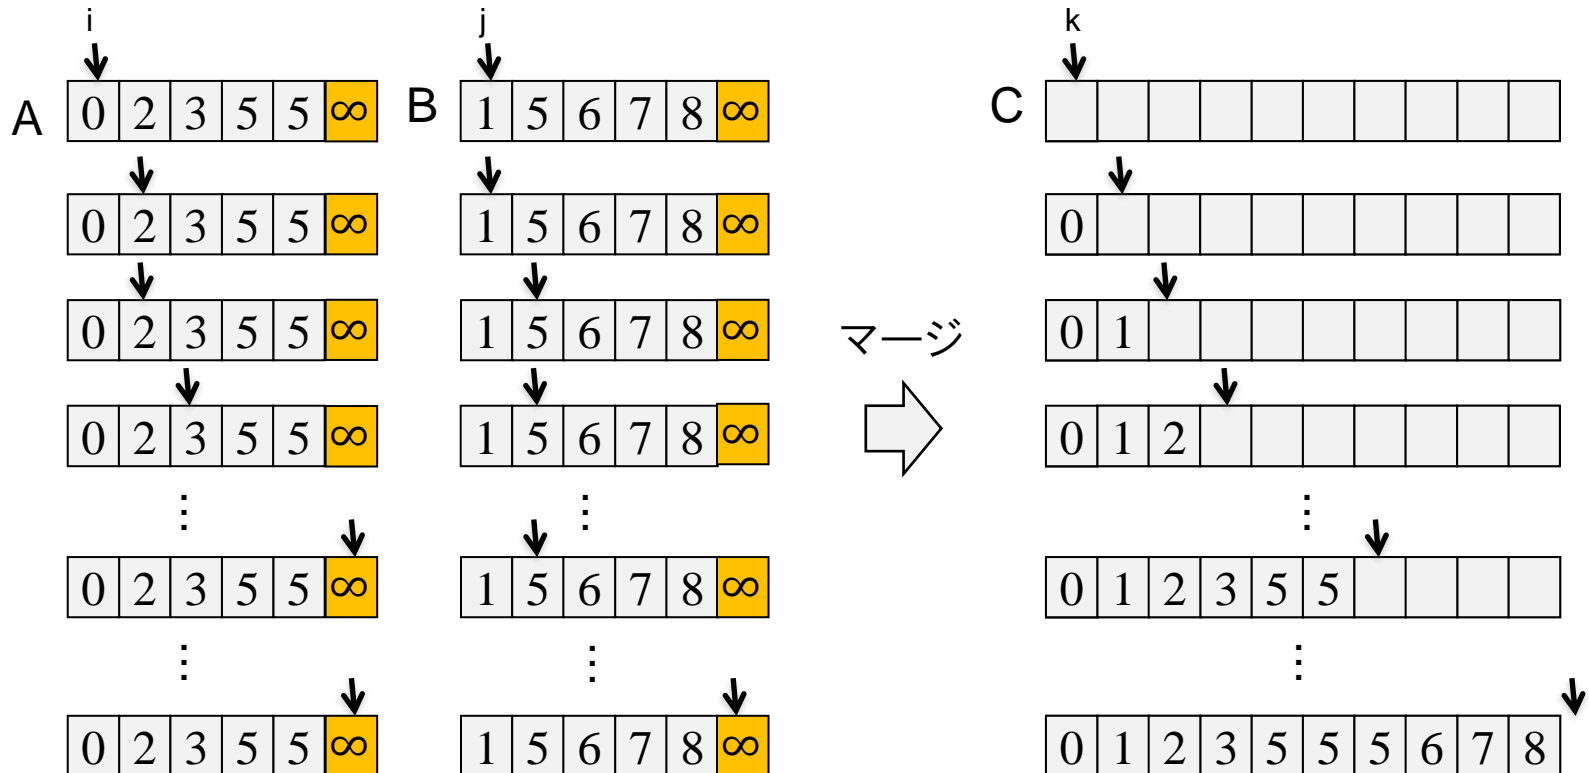 i j k
A 0 2 3 5 5 ∞ B 1 5 6 7 8 ∞ C
0 2 3 5 5 ∞ 1 5 6 7 8 ∞ 0
0 2 3 5 5 ∞ 1 5 6 7 8 ∞ マージ 0 1
0 2 3 5 5 ∞ 1 5 6 7 8 ∞ 0 1 2
⋮ ⋮ ⋮
0 2 3 5 5 ∞ 1 5 6 7 8 ∞ 0 1 2 3 5 5
⋮ ⋮ ⋮
0 2 3 5 5 ∞ 1 5 6 7 8 ∞ 0 1 2 3 5 5 5 6 7 8